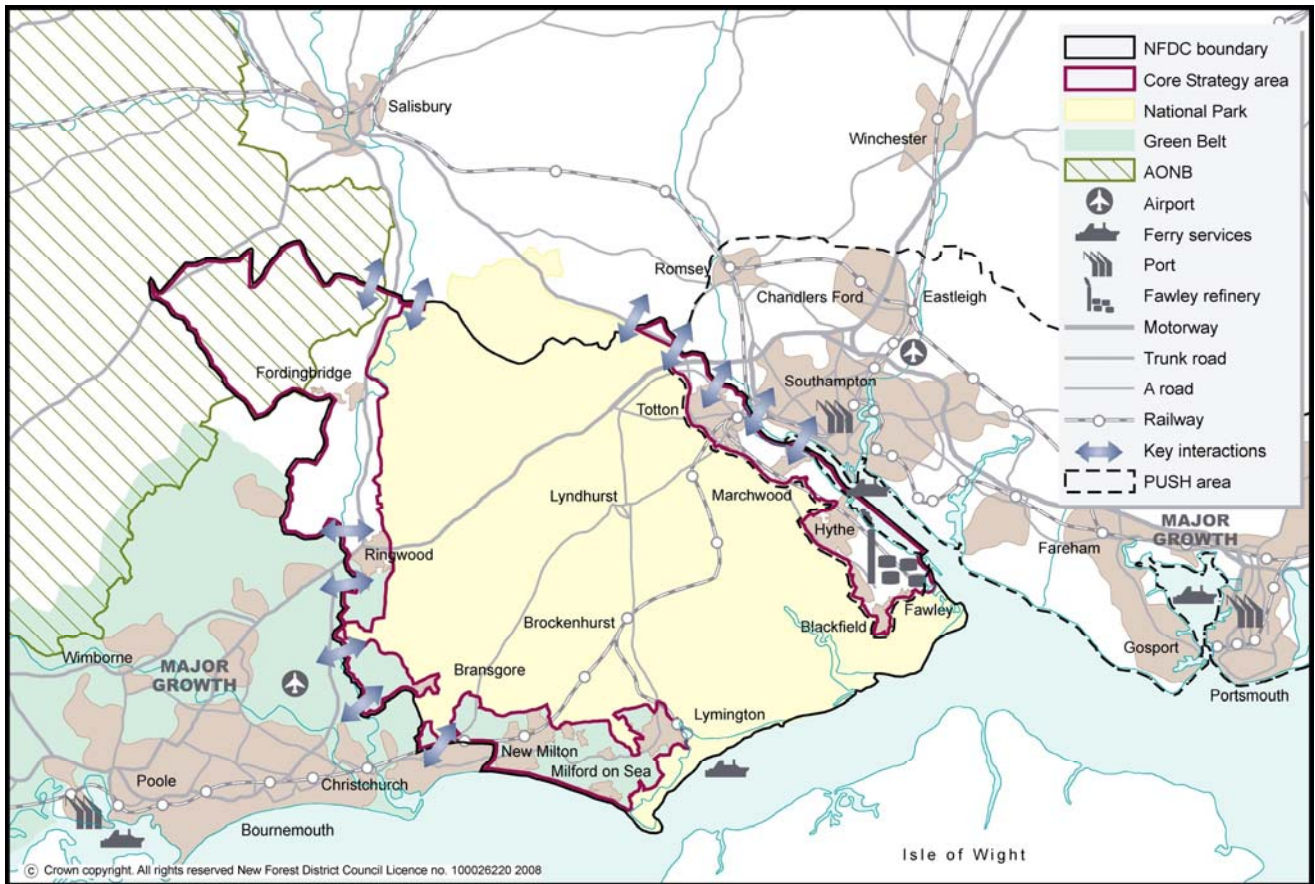 NFDC boundary
Core Strategy area
National Park
Green Belt
AONB
Airport
Ferry services
Port
Fawley refinery
Motorway
Trunk road
A road
Railway
Key interactions
PUSH area
Salisbury
Winchester
Romsey
Chandlers Ford
Eastleigh
Fordingbridge
Southampton
Totton
Lyndhurst
Marchwood
Hythe
Ringwood
MAJOR
GROWTH
Fareham
Brockenhurst
Blackfield
Fawley
Wimborne
MAJOR
GROWTH
Bransgore
Gosport
Portsmouth
Lymington
New Milton
Milford on Sea
Poole
Christchurch
Bournemouth
Isle of Wight
© Crown copyright. All rights reserved New Forest District Council Licence no. 100026220 2008